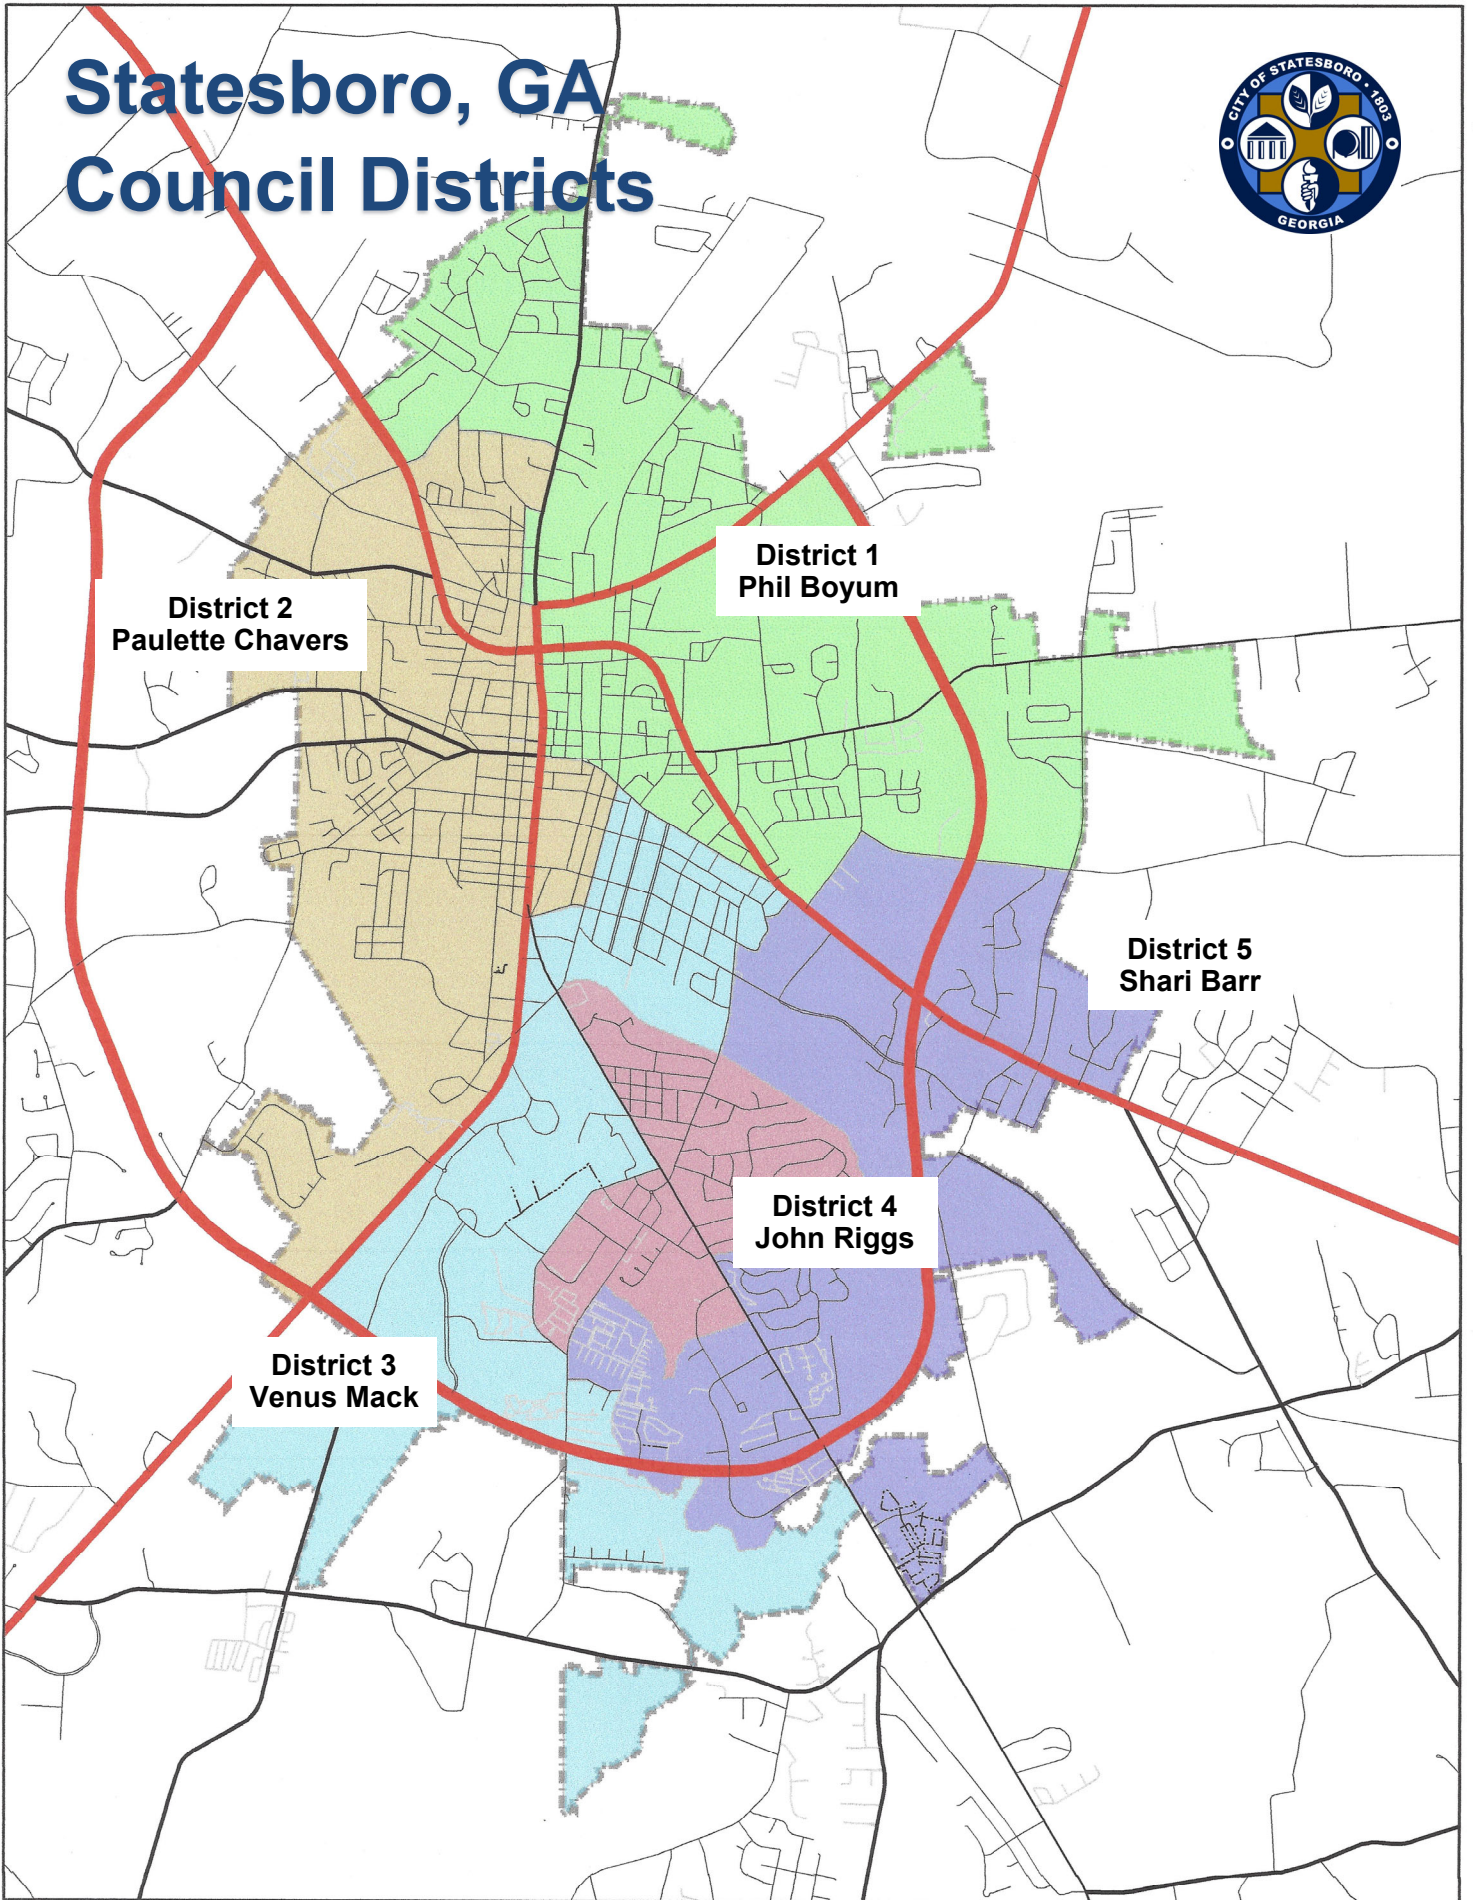 Statesboro, GA
Council Districts
CITY OF STATESBORO • 1803
GEORGIA
District 1
Phil Boyum
District 2
Paulette Chavers
District 5
Shari Barr
District 4
John Riggs
District 3
Venus Mack